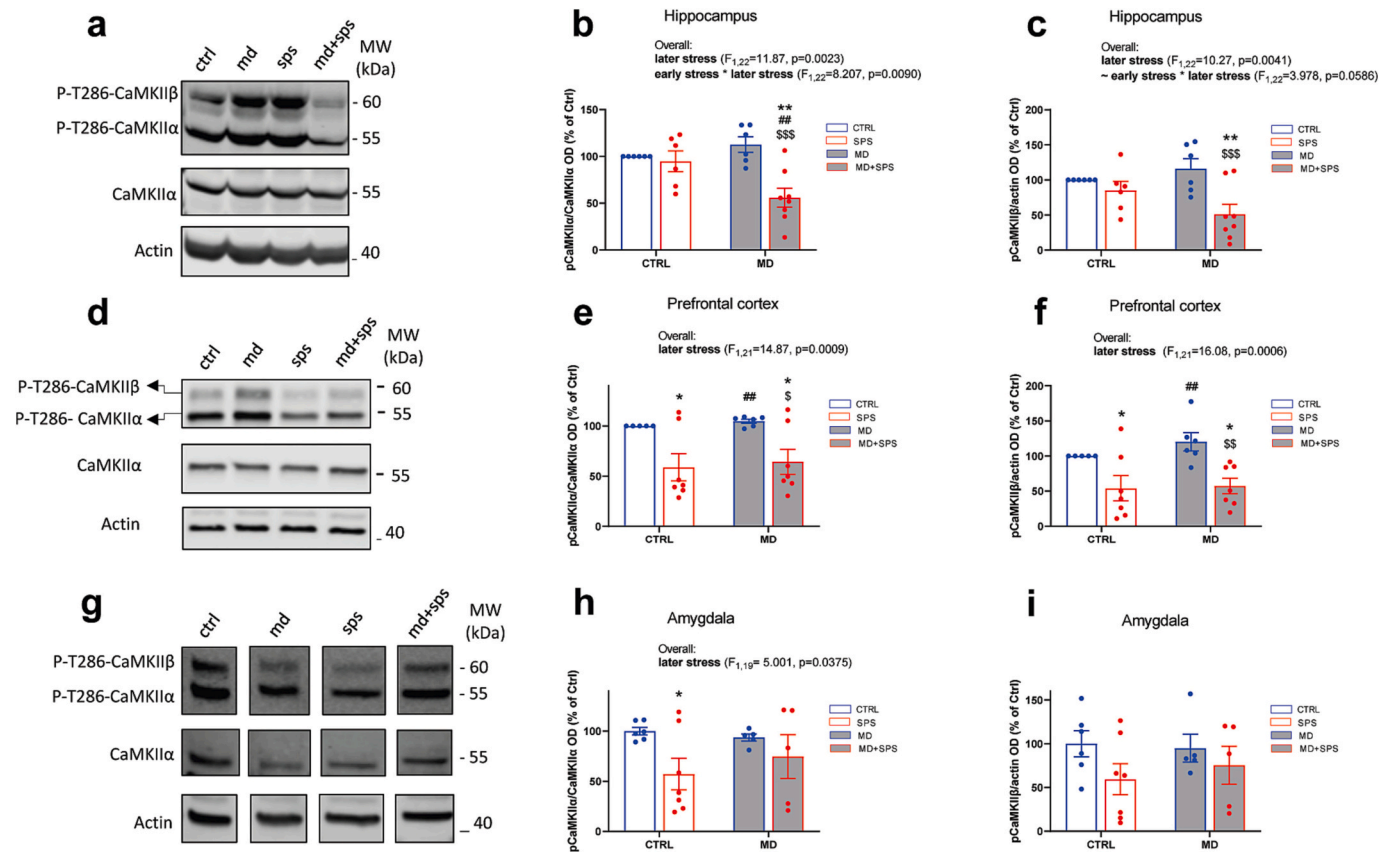 a
ctrl
md
sps
md+sps
MW
(kDa)
P-T286-CaMKIIβ
- 60
P-T286-CaMKIIα
- 55
CaMKIIα
- 55
Actin
- 40
b
Hippocampus
Overall:
later stress (F1,22=11.87, p=0.0023)
early stress * later stress (F1,22=8.207, p=0.0090)
pCaMKIIα/CaMKIIα OD (% of Ctrl)
150
100
50
0
**
##
$$$
CTRL
MD
CTRL
SPS
MD
MD+SPS
c
Hippocampus
Overall:
later stress (F1,22=10.27, p=0.0041)
~ early stress * later stress (F1,22=3.978, p=0.0586)
pCaMKIIβ/actin OD (% of Ctrl)
200
150
100
50
0
**
$$$
CTRL
MD
CTRL
SPS
MD
MD+SPS
d
ctrl
md
sps
md+sps
MW
(kDa)
P-T286-CaMKIIβ
- 60
P-T286- CaMKIIα
- 55
CaMKIIα
- 55
Actin
- 40
e
Prefrontal cortex
Overall:
later stress (F1,21=14.87, p=0.0009)
pCaMKIIα/CaMKIIα OD (% of Ctrl)
100
50
0
*
##
*
$
CTRL
MD
CTRL
SPS
MD
MD+SPS
f
Prefrontal cortex
Overall:
later stress (F1,21=16.08, p=0.0006)
pCaMKIIβ/actin OD (% of Ctrl)
200
150
100
50
0
*
##
*
$$
CTRL
MD
CTRL
SPS
MD
MD+SPS
g
ctrl
md
sps
md+sps
MW
(kDa)
P-T286-CaMKIIβ
- 60
P-T286-CaMKIIα
- 55
CaMKIIα
- 55
Actin
_ 40
h
Amygdala
Overall:
later stress (F1,19= 5.001, p=0.0375)
pCaMKIIα/CaMKIIα OD (% of Ctrl)
100
50
0
*
CTRL
MD
CTRL
SPS
MD
MD+SPS
i
Amygdala
pCaMKIIβ/actin OD (% of Ctrl)
200
150
100
50
0
CTRL
MD
CTRL
SPS
MD
MD+SPS